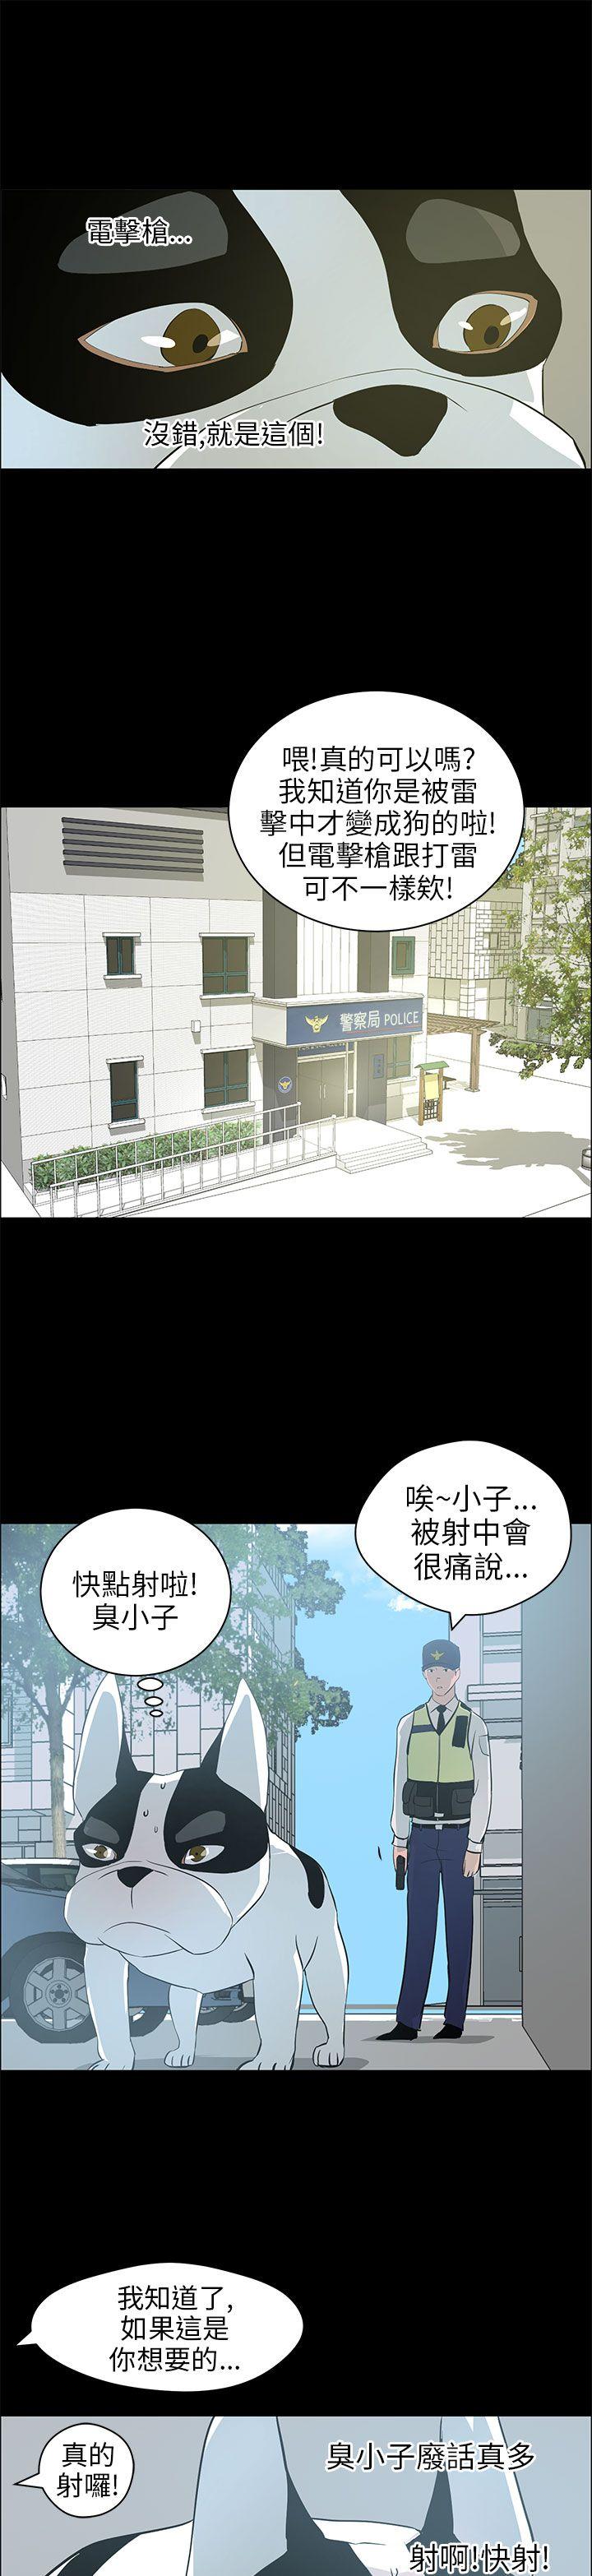 電擊槍...
沒錯,就是這個!
喂!真的可以嗎?
我知道你是被雷
擊中才變成狗的啦!
但電擊槍跟打雷
可不一樣欸!
警察局 POLICE
唉~小子...
被射中會
很痛說...
快點射啦!
臭小子
我知道了,
如果這是
你想要的...
真的
射囉!
臭小子廢話真多
射啊!快射!